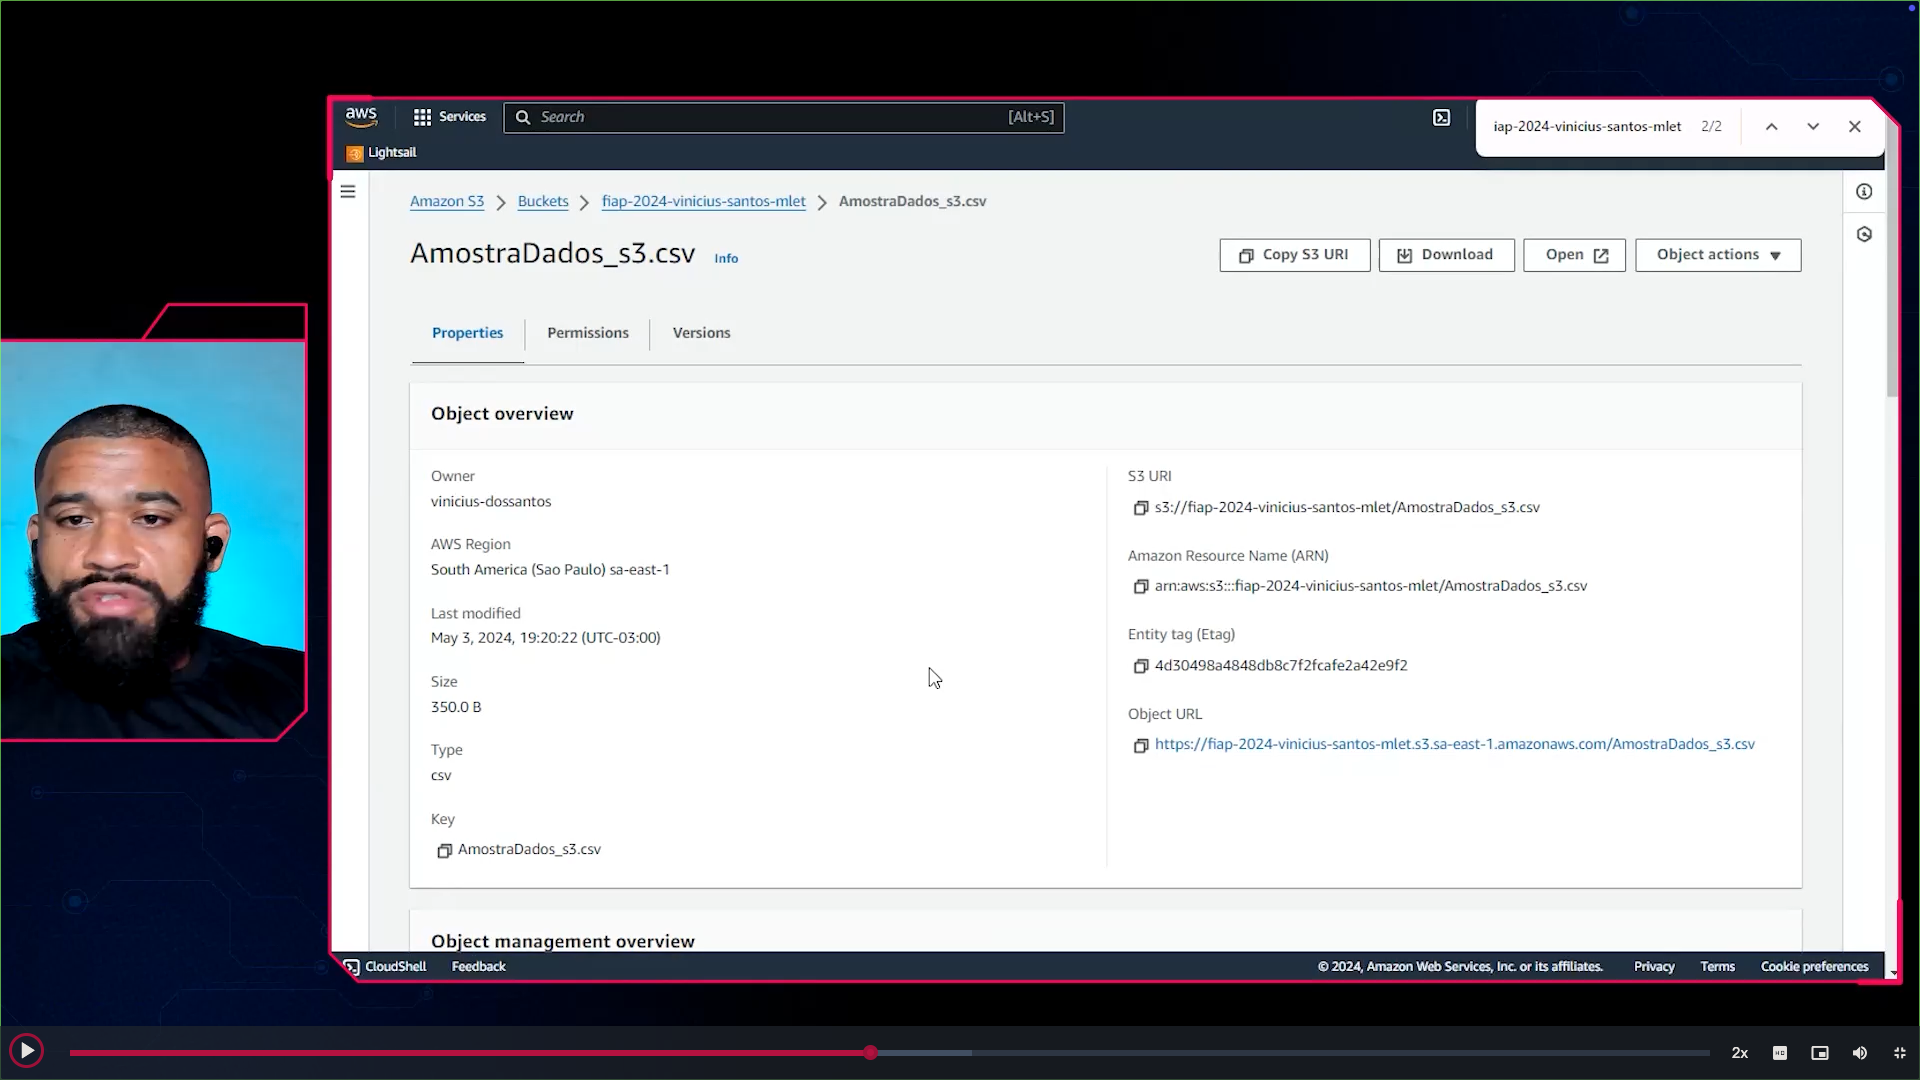 aws
Services
Search
[Alt+S]
iap-2024-vinicius-santos-mlet
2/2
Lightsail
Amazon S3 > Buckets > fiap-2024-vinicius-santos-mlet > AmostraDados_s3.csv
AmostraDados_s3.csv
Info
Copy S3 URI
Download
Open
Object actions
Properties
Permissions
Versions
Object overview
Owner
vinicius-dossantos
AWS Region
South America (Sao Paulo) sa-east-1
Last modified
May 3, 2024, 19:20:22 (UTC-03:00)
Size
350.0 B
Type
csv
Key
AmostraDados_s3.csv
S3 URI
s3://fiap-2024-vinicius-santos-mlet/AmostraDados_s3.csv
Amazon Resource Name (ARN)
arn:aws:s3:::fiap-2024-vinicius-santos-mlet/AmostraDados_s3.csv
Entity tag (Etag)
4d30498a4848db8c7f2fcafe2a42e9f2
Object URL
https://fiap-2024-vinicius-santos-mlet.s3.sa-east-1.amazonaws.com/AmostraDados_s3.csv
Object management overview
CloudShell
Feedback
© 2024, Amazon Web Services, Inc. or its affiliates.
Privacy
Terms
Cookie preferences
2x
HD